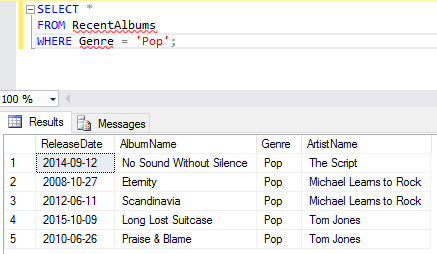 SELECT *
FROM RecentAlbums
WHERE Genre = 'Pop';
100 %
Results Messages
ReleaseDate AlbumName Genre ArtistName
1 2014-09-12 No Sound Without Silence Pop The Script
2 2008-10-27 Eternity Pop Michael Learns to Rock
3 2012-06-11 Scandinavia Pop Michael Learns to Rock
4 2015-10-09 Long Lost Suitcase Pop Tom Jones
5 2010-06-26 Praise & Blame Pop Tom Jones